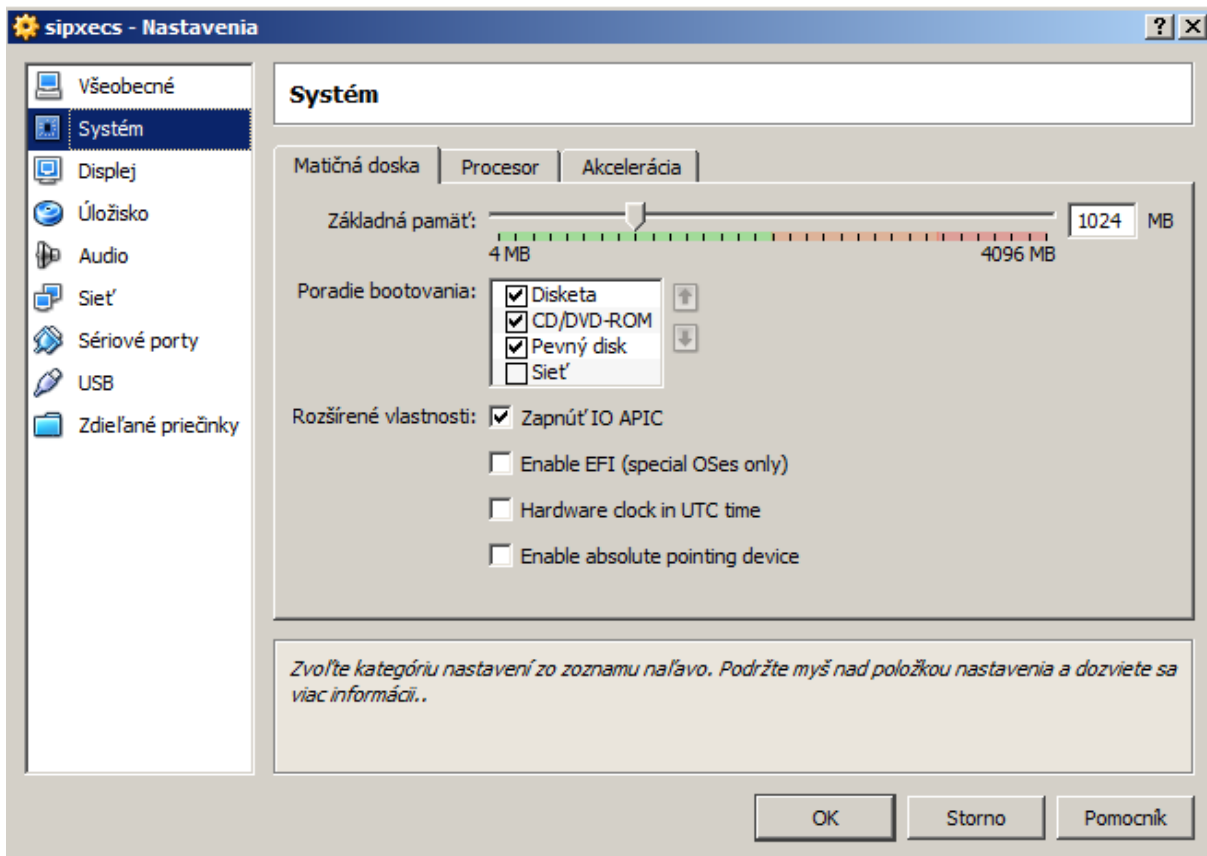 sipxecs - Nastavenia
Všeobecné
Systém
Displej
Úložisko
Audio
Sieť
Sériové porty
USB
Zdieľané priečinky
Systém
Matičná doska
Procesor
Akcelerácia
Základná pamäť:
1024 MB
4 MB
4096 MB
Poradie bootovania:
Disketa
CD/DVD-ROM
Pevný disk
Sieť
Rozšírené vlastnosti:
Zapnúť IO APIC
Enable EFI (special OSes only)
Hardware clock in UTC time
Enable absolute pointing device
Zvoľte kategóriu nastavení zo zoznamu naľavo. Podržte myš nad položkou nastavenia a dozviete sa
viac informácii..
OK
Storno
Pomocník